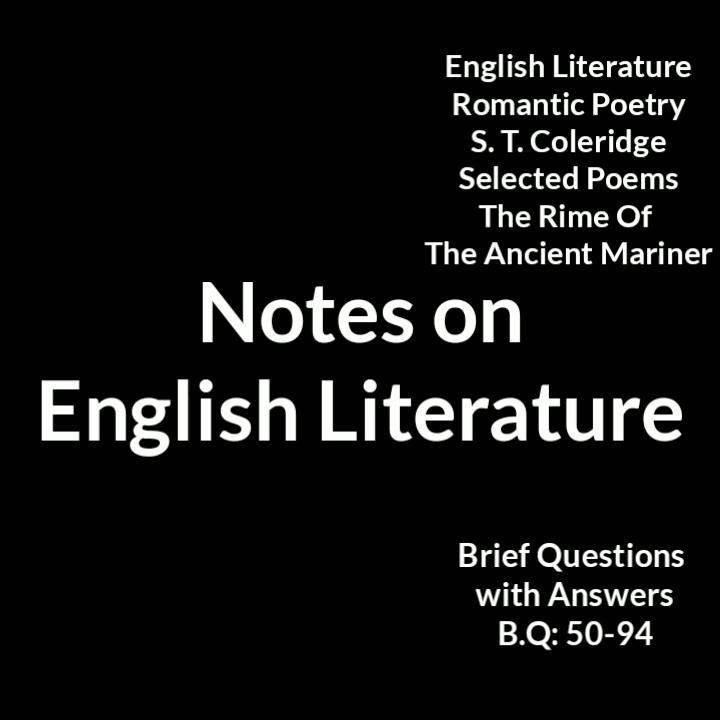 English Literature
Romantic Poetry
S. T. Coleridge
Selected Poems
The Rime Of
The Ancient Mariner
Notes on
English Literature
Brief Questions
with Answers
B.Q: 50-94